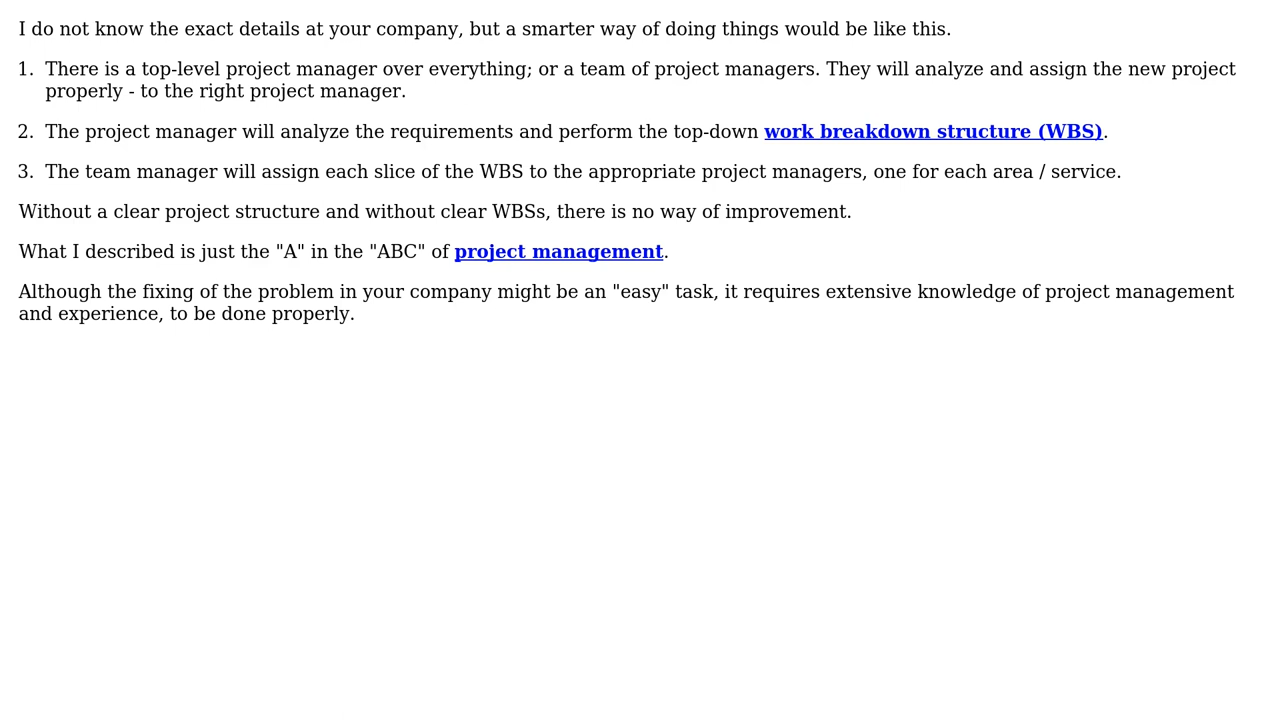 I do not know the exact details at your company, but a smarter way of doing things would be like this.
1. There is a top-level project manager over everything; or a team of project managers. They will analyze and assign the new project
properly - to the right project manager.
2. The project manager will analyze the requirements and perform the top-down work breakdown structure (WBS).
3. The team manager will assign each slice of the WBS to the appropriate project managers, one for each area / service.
Without a clear project structure and without clear WBSs, there is no way of improvement.
What I described is just the "A" in the "ABC" of project management.
Although the fixing of the problem in your company might be an "easy" task, it requires extensive knowledge of project management
and experience, to be done properly.